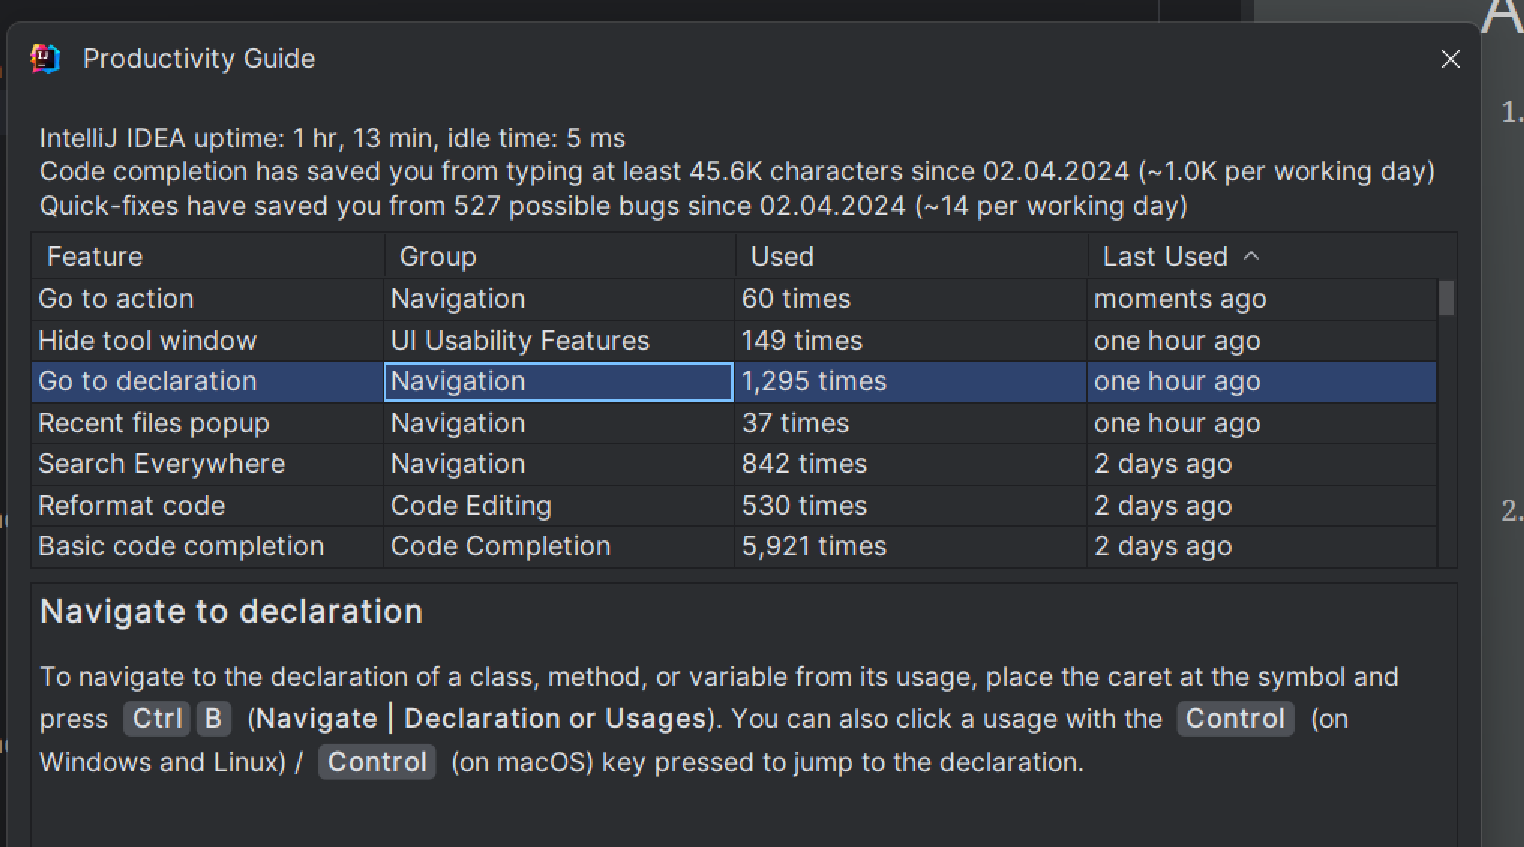 Productivity Guide
IntelliJ IDEA uptime: 1 hr, 13 min, idle time: 5 ms
Code completion has saved you from typing at least 45.6K characters since 02.04.2024 (~1.0K per working day)
Quick-fixes have saved you from 527 possible bugs since 02.04.2024 (~14 per working day)
Feature Group Used Last Used
Go to action Navigation 60 times moments ago
Hide tool window UI Usability Features 149 times one hour ago
Go to declaration Navigation 1,295 times one hour ago
Recent files popup Navigation 37 times one hour ago
Search Everywhere Navigation 842 times 2 days ago
Reformat code Code Editing 530 times 2 days ago
Basic code completion Code Completion 5,921 times 2 days ago
Navigate to declaration
To navigate to the declaration of a class, method, or variable from its usage, place the caret at the symbol and
press Ctrl B (Navigate | Declaration or Usages). You can also click a usage with the Control (on
Windows and Linux) / Control (on macOS) key pressed to jump to the declaration.
1.
2.